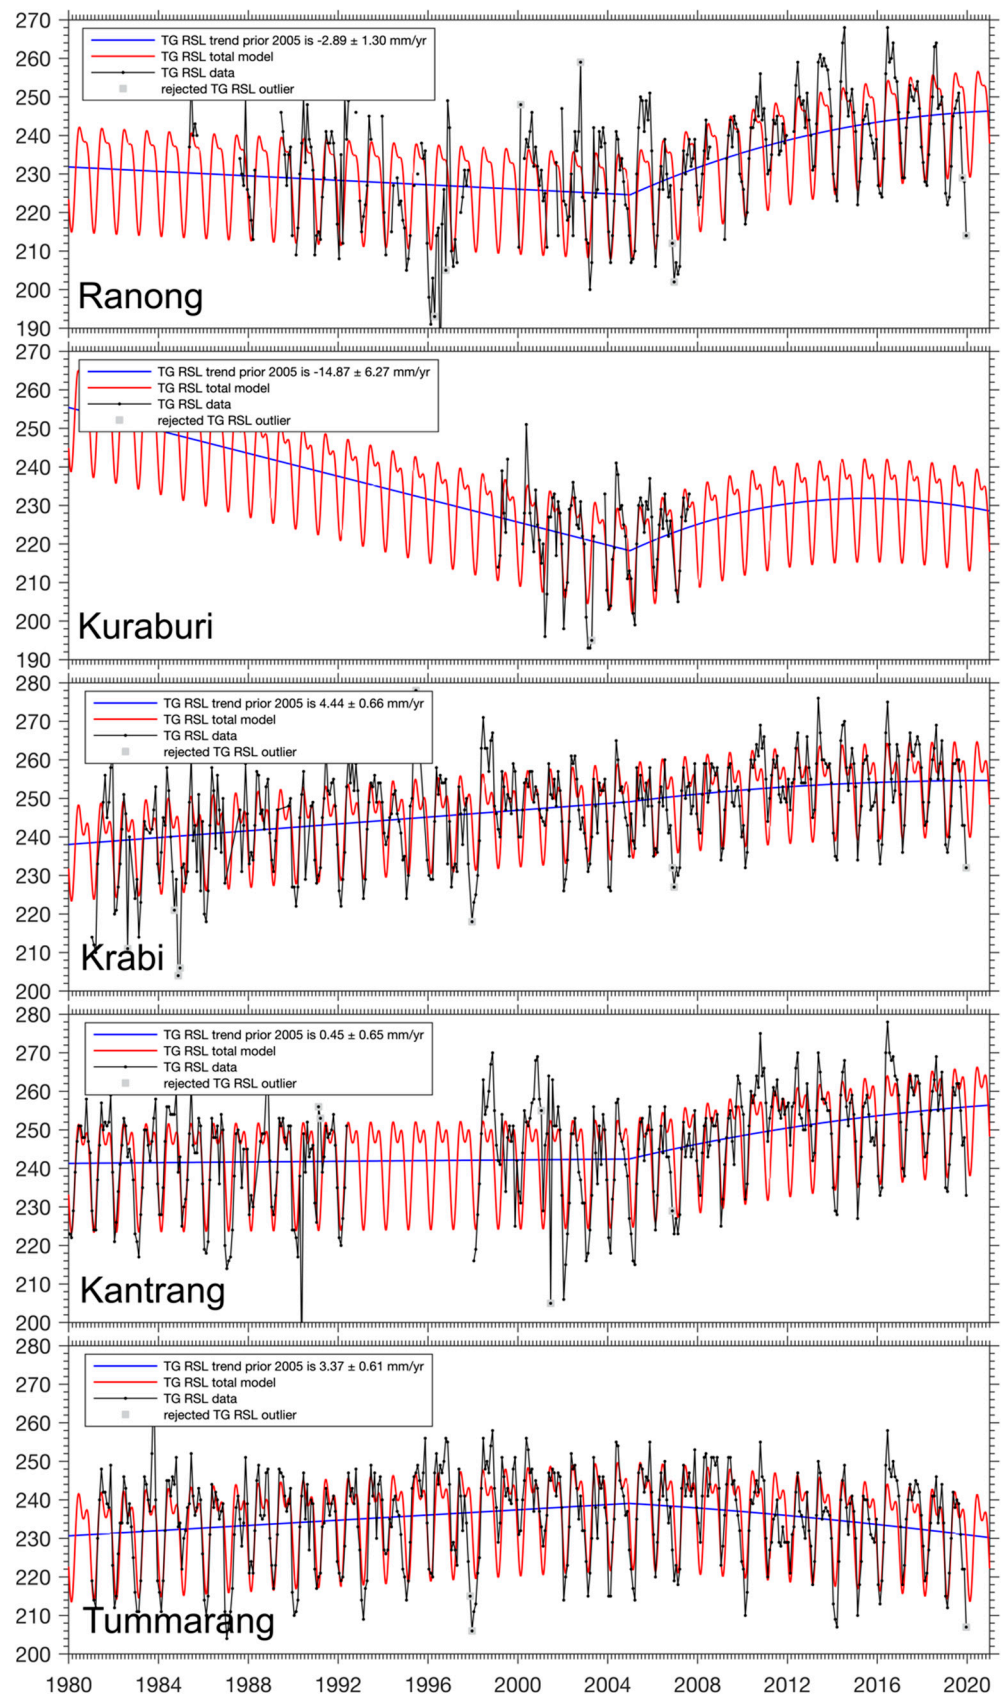 270
TG RSL trend prior 2005 is -2.89 ± 1.30 mm/yr
260
TG RSL total model
TG RSL data
250
rejected TG RSL outlier
240
230
220
210
200
Ranong
190
270
TG RSL trend prior 2005 is -14.87 ± 6.27 mm/yr
260
TG RSL total model
TG RSL data
250
rejected TG RSL outlier
240
230
220
210
200
Kuraburi
190
280
TG RSL trend prior 2005 is 4.44 ± 0.66 mm/yr
270
TG RSL total model
TG RSL data
260
rejected TG RSL outlier
250
240
230
220
210
Krabi
200
280
TG RSL trend prior 2005 is 0.45 ± 0.65 mm/yr
270
TG RSL total model
TG RSL data
260
rejected TG RSL outlier
250
240
230
220
210
Kantrang
200
280
TG RSL trend prior 2005 is 3.37 ± 0.61 mm/yr
270
TG RSL total model
TG RSL data
260
rejected TG RSL outlier
250
240
230
220
210
Tummarang
200
1980 1984 1988 1992 1996 2000 2004 2008 2012 2016 2020